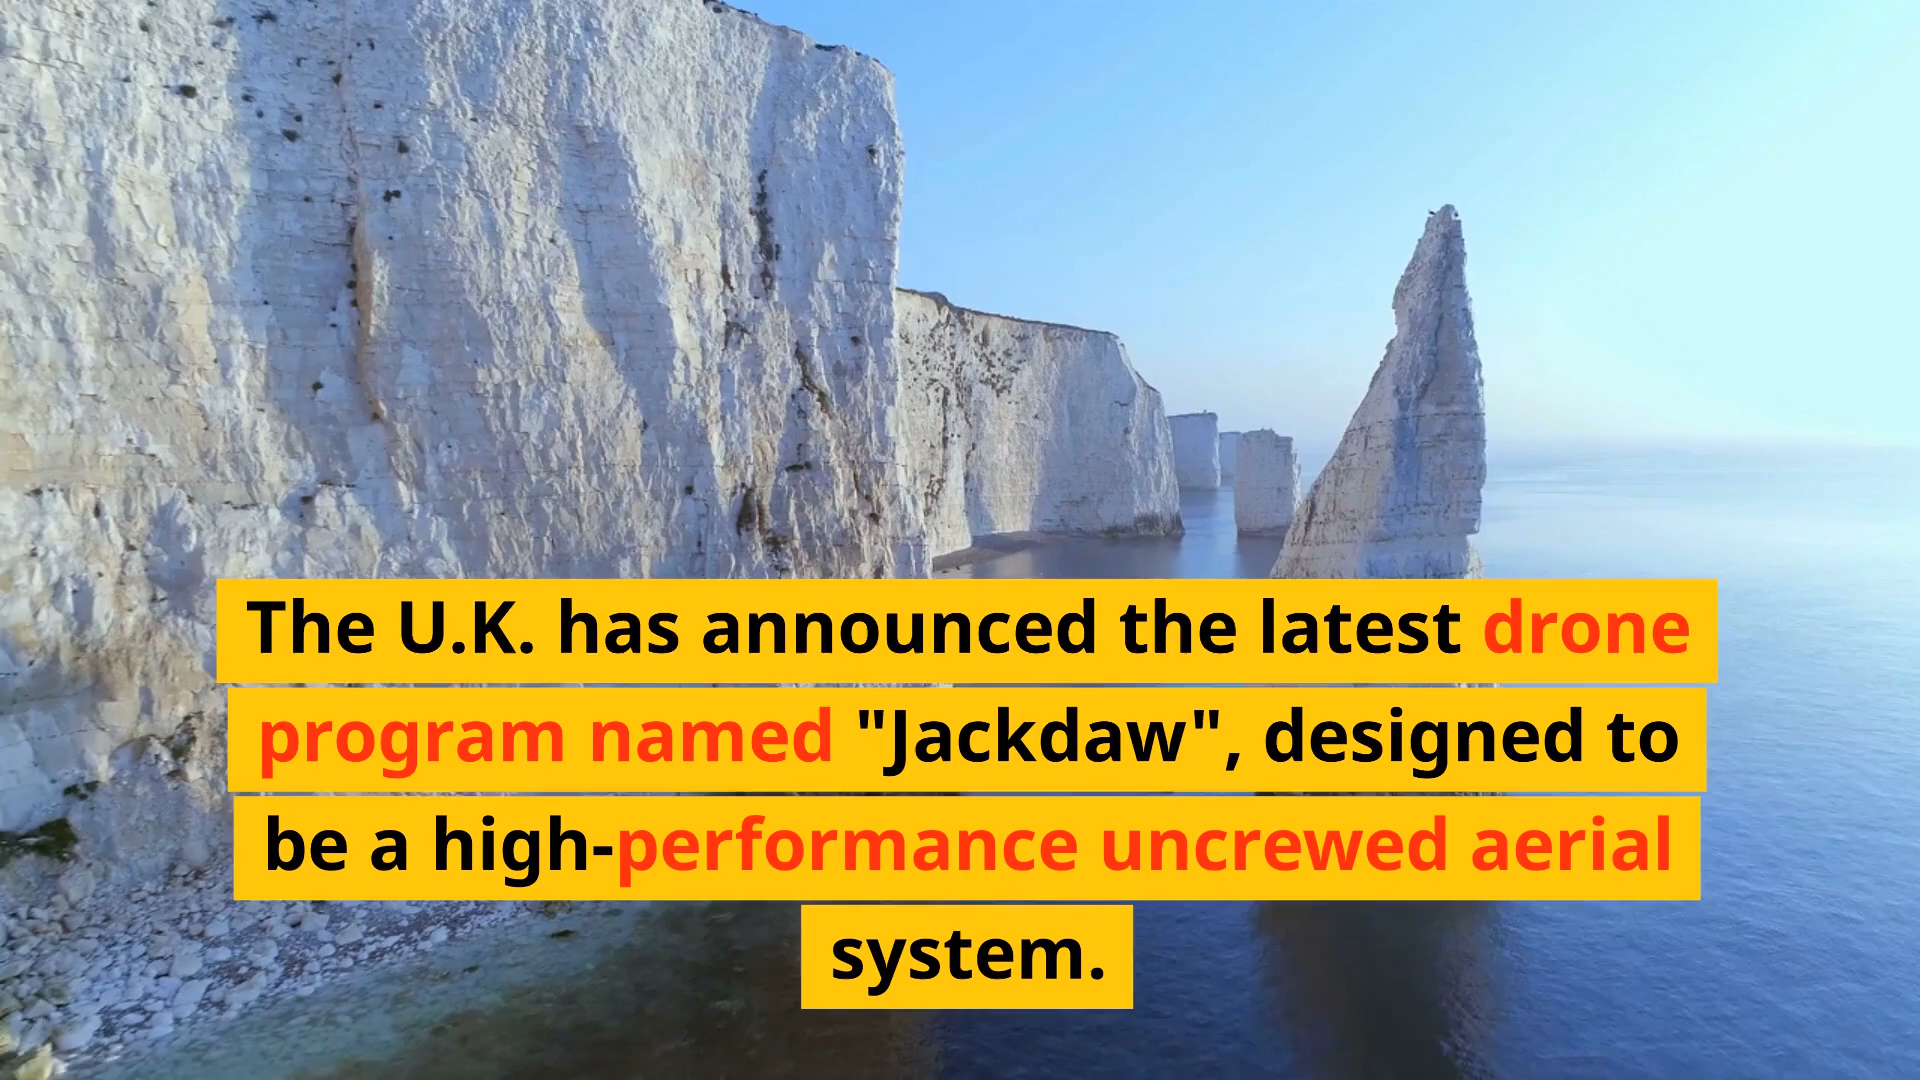 The U.K. has announced the latest drone
program named "Jackdaw", designed to
be a high-performance uncrewed aerial
system.